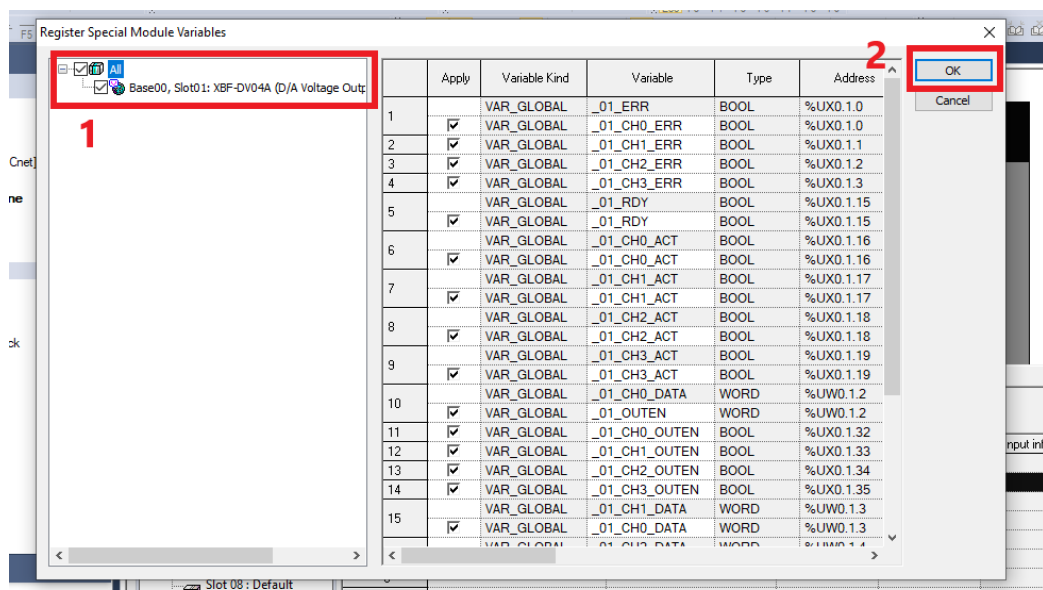 F5 Register Special Module Variables
2
All
Base00, Slot01: XBF-DV04A (D/A Voltage Outp
1
Apply Variable Kind Variable Type Address
OK
Cancel
1 VAR_GLOBAL _01_ERR BOOL %UX0.1.0
VAR_GLOBAL _01_CH0_ERR BOOL %UX0.1.0
2 VAR_GLOBAL _01_CH1_ERR BOOL %UX0.1.1
3 VAR_GLOBAL _01_CH2_ERR BOOL %UX0.1.2
4 VAR_GLOBAL _01_CH3_ERR BOOL %UX0.1.3
5 VAR_GLOBAL _01_RDY BOOL %UX0.1.15
VAR_GLOBAL _01_RDY BOOL %UX0.1.15
6 VAR_GLOBAL _01_CH0_ACT BOOL %UX0.1.16
VAR_GLOBAL _01_CH0_ACT BOOL %UX0.1.16
7 VAR_GLOBAL _01_CH1_ACT BOOL %UX0.1.17
VAR_GLOBAL _01_CH1_ACT BOOL %UX0.1.17
8 VAR_GLOBAL _01_CH2_ACT BOOL %UX0.1.18
VAR_GLOBAL _01_CH2_ACT BOOL %UX0.1.18
9 VAR_GLOBAL _01_CH3_ACT BOOL %UX0.1.19
VAR_GLOBAL _01_CH3_ACT BOOL %UX0.1.19
10 VAR_GLOBAL _01_CH0_DATA WORD %UW0.1.2
VAR_GLOBAL _01_OUTEN WORD %UW0.1.2
11 VAR_GLOBAL _01_CH0_OUTEN BOOL %UX0.1.32
12 VAR_GLOBAL _01_CH1_OUTEN BOOL %UX0.1.33
13 VAR_GLOBAL _01_CH2_OUTEN BOOL %UX0.1.34
14 VAR_GLOBAL _01_CH3_OUTEN BOOL %UX0.1.35
15 VAR_GLOBAL _01_CH1_DATA WORD %UW0.1.3
VAR_GLOBAL _01_CH0_DATA WORD %UW0.1.3
VAR_GLOBAL _01_CH2_DATA WORD %UW0.1.4
Cnet]
ne
ck
nput inf
Slot 08 : Default